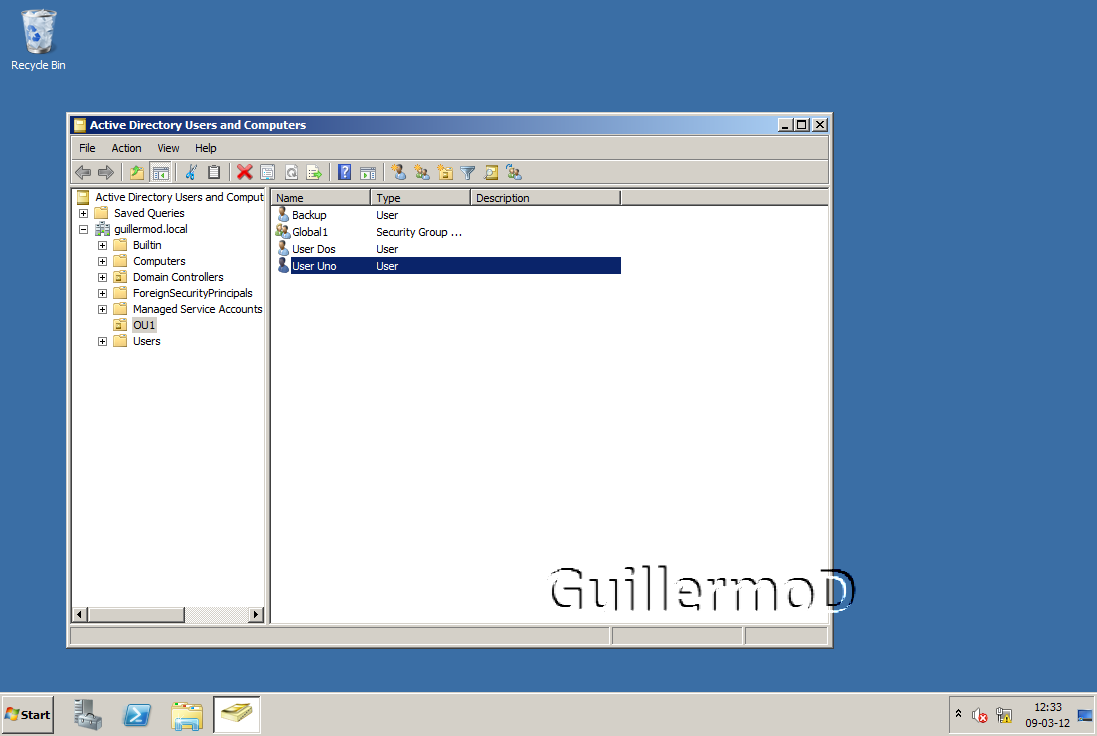 Recycle Bin
Active Directory Users and Computers
File Action View Help
Active Directory Users and Comput
Saved Queries
guillermod.local
Builtin
Computers
Domain Controllers
ForeignSecurityPrincipals
Managed Service Accounts
OU1
Users
Name Type Description
Backup User
Global1 Security Group ...
User Dos User
User Uno User
GuillermoD
Start
12:33
09-03-12